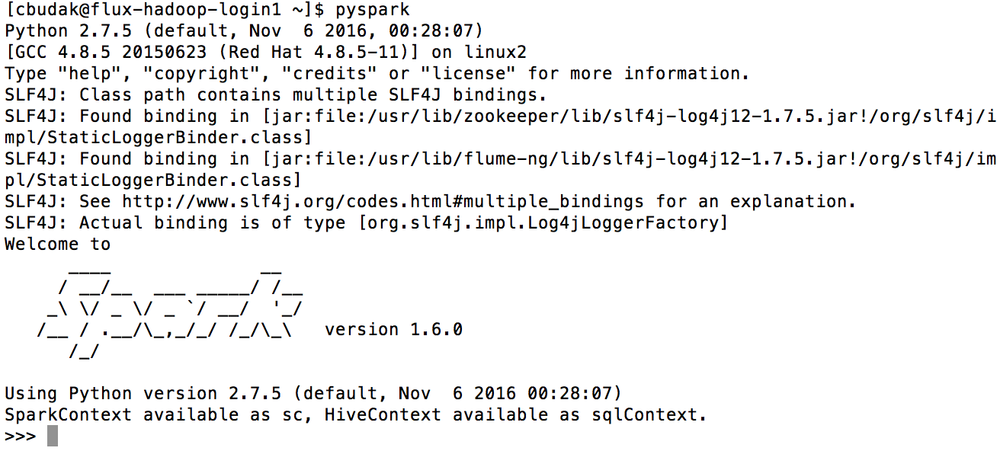 [cbudak@flux-hadoop-login1 ~]$ pyspark
Python 2.7.5 (default, Nov  6 2016, 00:28:07)
[GCC 4.8.5 20150623 (Red Hat 4.8.5-11)] on linux2
Type "help", "copyright", "credits" or "license" for more information.
SLF4J: Class path contains multiple SLF4J bindings.
SLF4J: Found binding in [jar:file:/usr/lib/zookeeper/lib/slf4j-log4j12-1.7.5.jar!/org/slf4j/i
mpl/StaticLoggerBinder.class]
SLF4J: Found binding in [jar:file:/usr/lib/flume-ng/lib/slf4j-log4j12-1.7.5.jar!/org/slf4j/im
pl/StaticLoggerBinder.class]
SLF4J: See http://www.slf4j.org/codes.html#multiple_bindings for an explanation.
SLF4J: Actual binding is of type [org.slf4j.impl.Log4jLoggerFactory]
Welcome to
      ____              __
     / __/__  ___ _____/ /__
    _\ \/ _ \/ _ `/ __/  '_/
   /__ / .__/\_,_/_/ /_/\_\   version 1.6.0
      /_/

Using Python version 2.7.5 (default, Nov  6 2016 00:28:07)
SparkContext available as sc, HiveContext available as sqlContext.
>>>